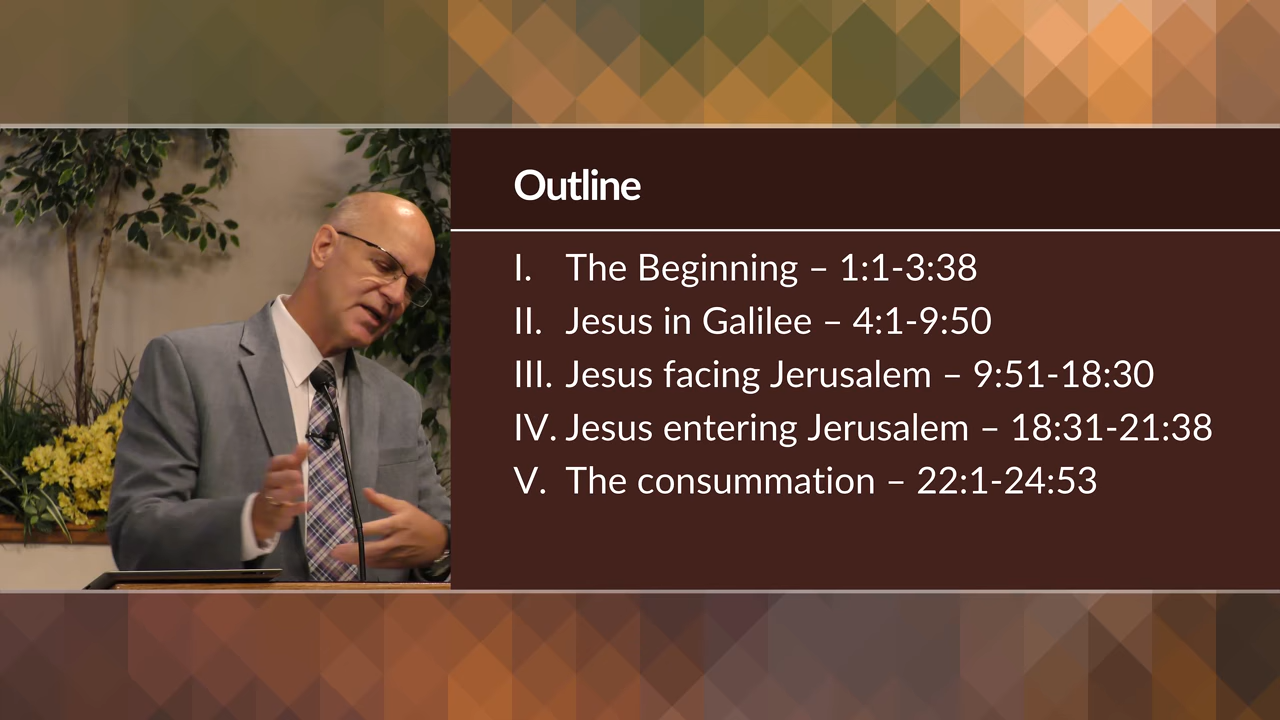 Outline
I. The Beginning – 1:1-3:38
II. Jesus in Galilee – 4:1-9:50
III. Jesus facing Jerusalem – 9:51-18:30
IV. Jesus entering Jerusalem – 18:31-21:38
V. The consummation – 22:1-24:53